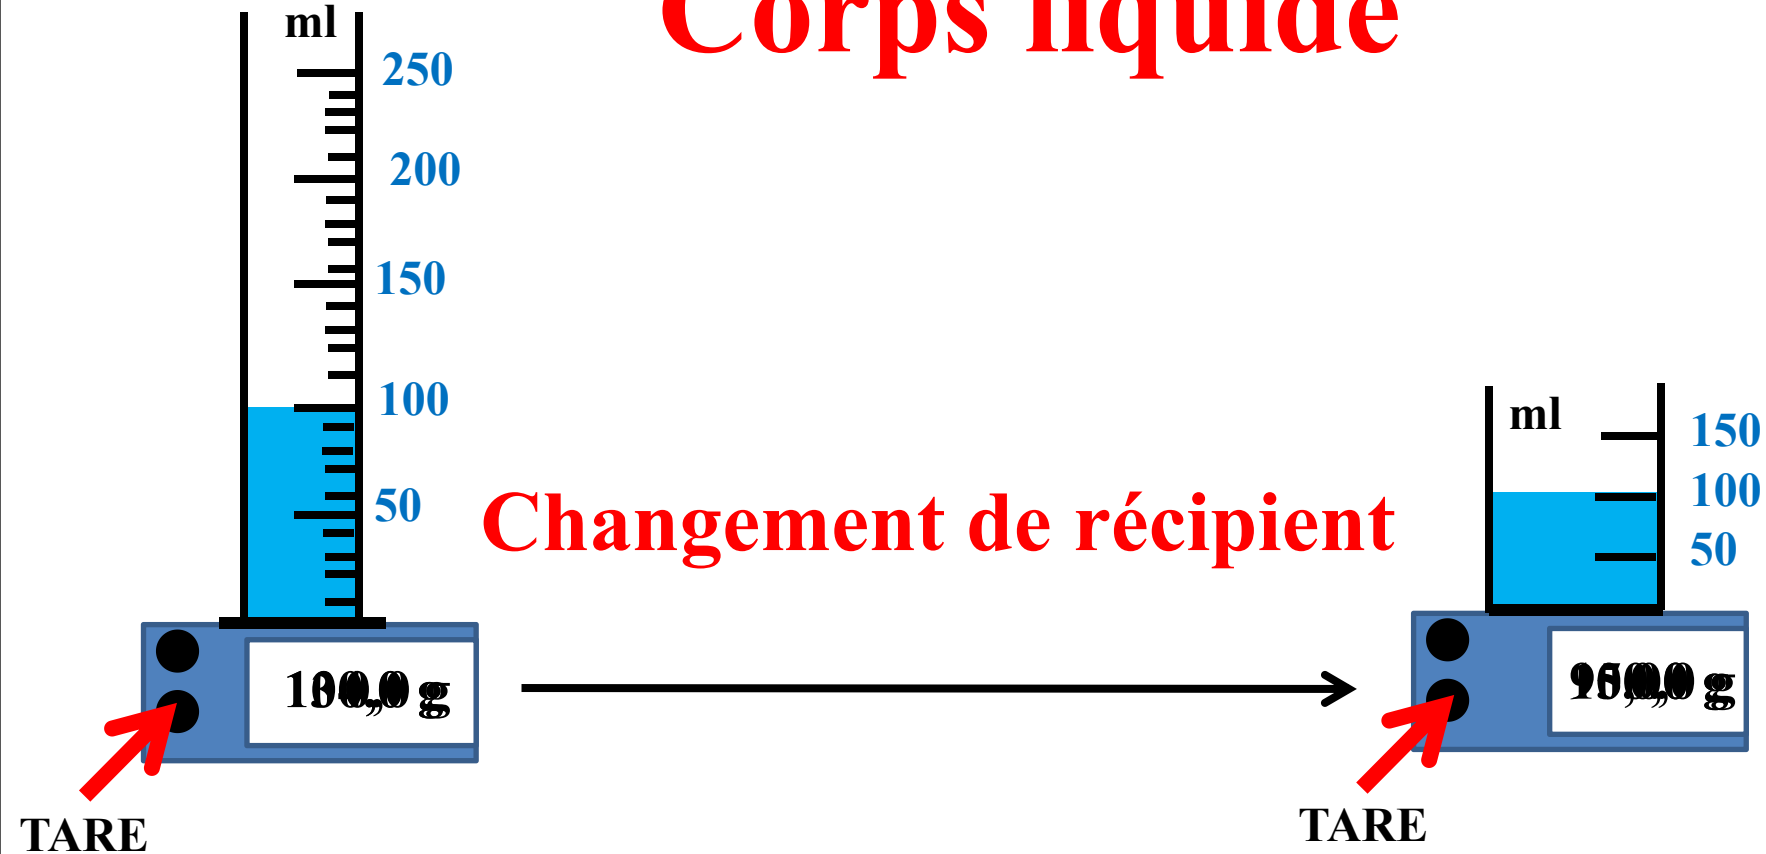 Corps liquide
ml
250
200
150
100
50
ml
150
100
50
Changement de récipient
g
g
TARE
TARE